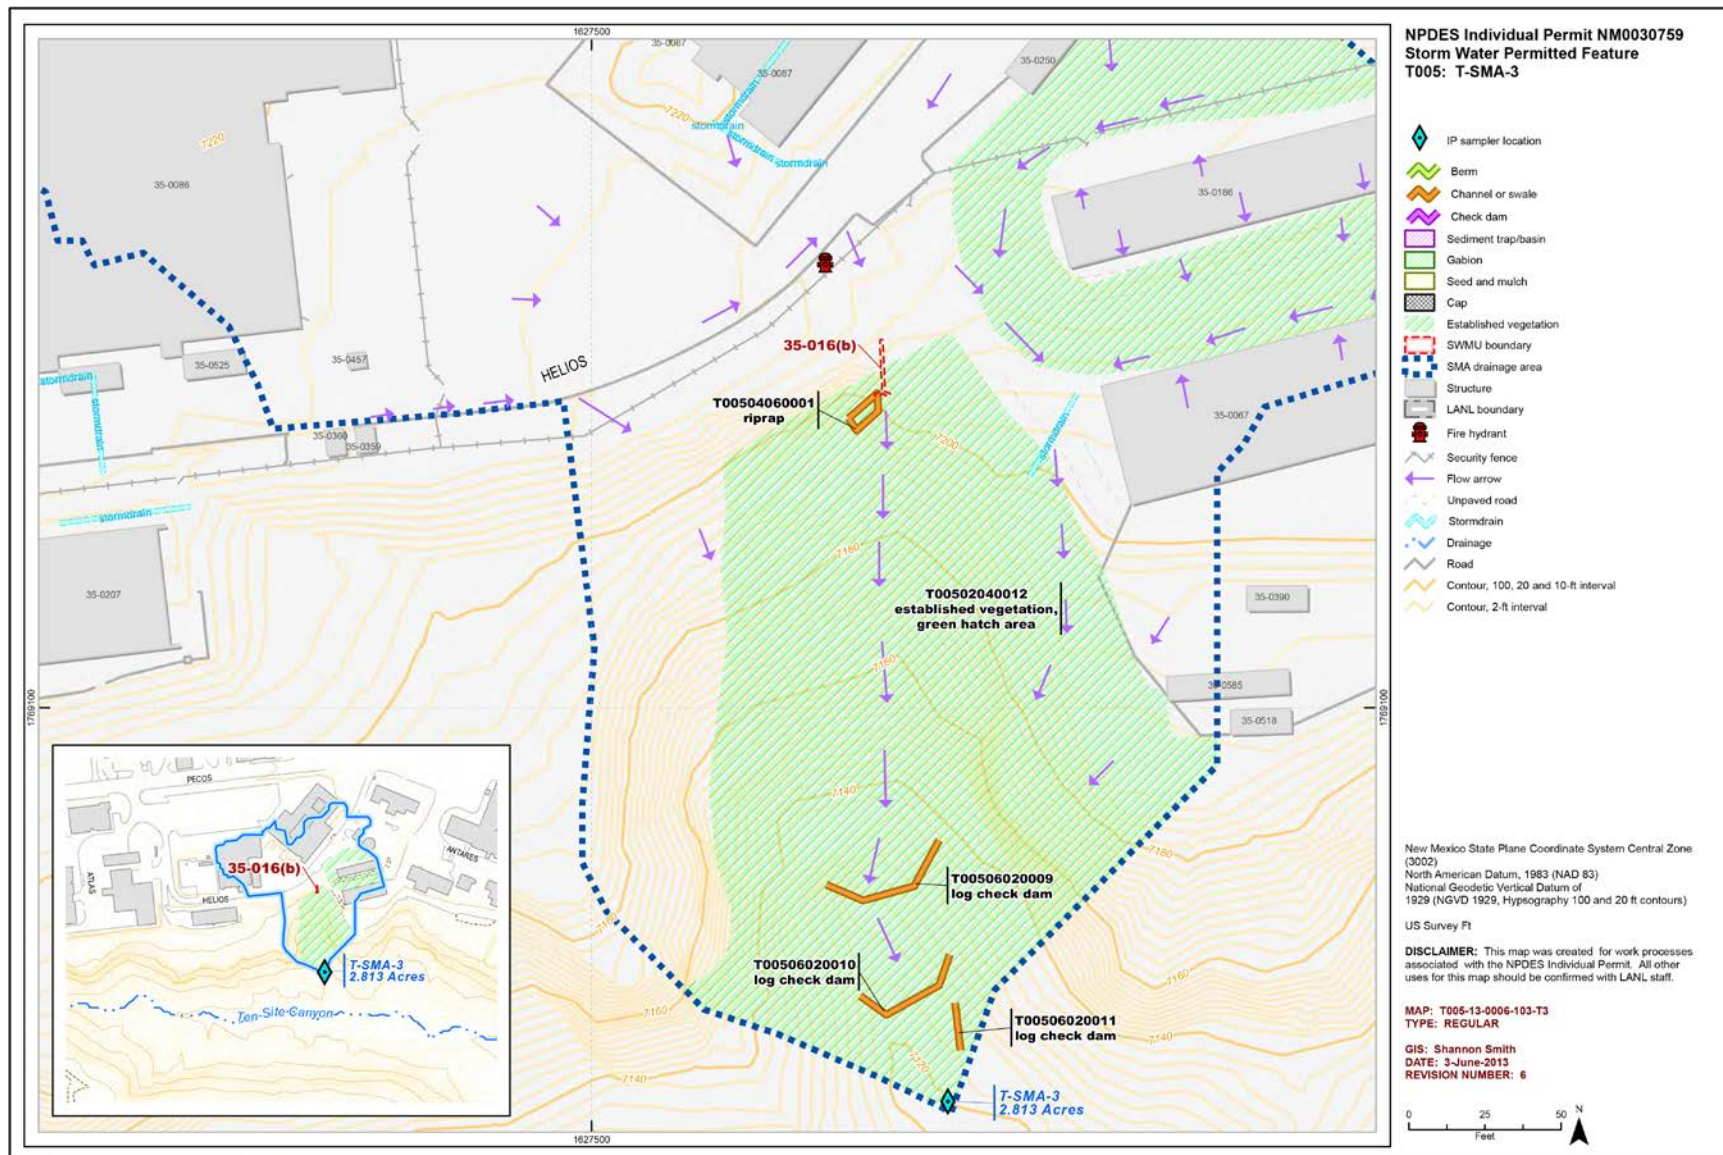 1627500
NPDES Individual Permit NM0030759
Storm Water Permitted Feature
T005: T-SMA-3
35-0087
35-0087
35-0250
7220
stormdrain
7220
stormdrain
stormdrain
stormdrain
35-0086
35-0186
IP sampler location
Berm
Channel or swale
Check dam
Sediment trap/basin
Gabion
Seed and mulch
Cap
Established vegetation
SWMU boundary
SMA drainage area
Structure
LANL boundary
Fire hydrant
Security fence
Flow arrow
Unpaved road
Stormdrain
Drainage
Road
Contour, 100, 20 and 10-ft interval
Contour, 2-ft interval
35-016(b)
35-0525
35-0457
HELIOS
stormdrain
stormdrain
T00504060001
riprap
35-0067
35-0360
35-0359
7200
stormdrain
stormdrain
7180
35-0207
T00502040012
established vegetation,
green hatch area
35-0390
7160
35-0585
35-0518
1769100
1769100
7140
7160
T00506020009
log check dam
7160
T00506020010
log check dam
7160
7160
T00506020011
log check dam
7140
7120
7140
T-SMA-3
2.813 Acres
1627500
PECOS
ANTARES
ATLAS
35-016(b)
HELIOS
T-SMA-3
2.813 Acres
Ten Site Canyon
New Mexico State Plane Coordinate System Central Zone
(3002)
North American Datum, 1983 (NAD 83)
National Geodetic Vertical Datum of
1929 (NGVD 1929, Hypsography 100 and 20 ft contours)
US Survey Ft
DISCLAIMER: This map was created for work processes
associated with the NPDES Individual Permit. All other
uses for this map should be confirmed with LANL staff.
MAP: T005-13-0006-103-T3
TYPE: REGULAR
GIS: Shannon Smith
DATE: 3-June-2013
REVISION NUMBER: 6
0 25 50
Feet
N